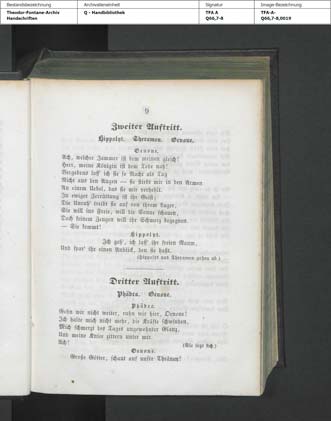 Bestandsbezeichnung Archivalieneinheit Signatur Image-Bezeichnung
Theodor-Fontane-Archiv Q - Handbibliothek TFA A TFA-A-
Handschriften Q66,7-8 Q66,7-8,0019
9
Zweiter Auftritt.
Hippolyt. Theramen. Oenone.
Oenone.
Ach, welcher Jammer ist dem meinen gleich!
Herr, meine Königin ist dem Tode nah!
Vergebens lass' ich sie so Nacht als Tag
Nicht aus den Augen — sie stirbt mir in den Armen
An einem Uebel, das sie mir verhehlt.
In ewiger Zerrüttung ist ihr Geist;
Die Unruh' treibt sie auf von ihrem Lager,
Sie will ins Freie, will die Sonne schauen,
Doch keinem Zeugen will ihr Schmerz begegnen.
— Sie kommt!
Hippolyt.
Ich geh', ich lass' ihr freien Raum,
Und spar' ihr einen Anblick, den sie haßt.
(Hippolyt und Theramen gehen ab.)
Dritter Auftritt.
Phädra. Oenone.
Phädra.
Gehn wir nicht weiter, ruhn wir hier, Oenone!
Ich halte mich nicht mehr, die Kräfte schwinden,
Mich schmerzt des Tages ungewohnter Glanz,
Und meine Kniee zittern unter mir.
Ach! (Sie setzt sich.)
Oenone.
Große Götter, schaut auf unsre Thränen!